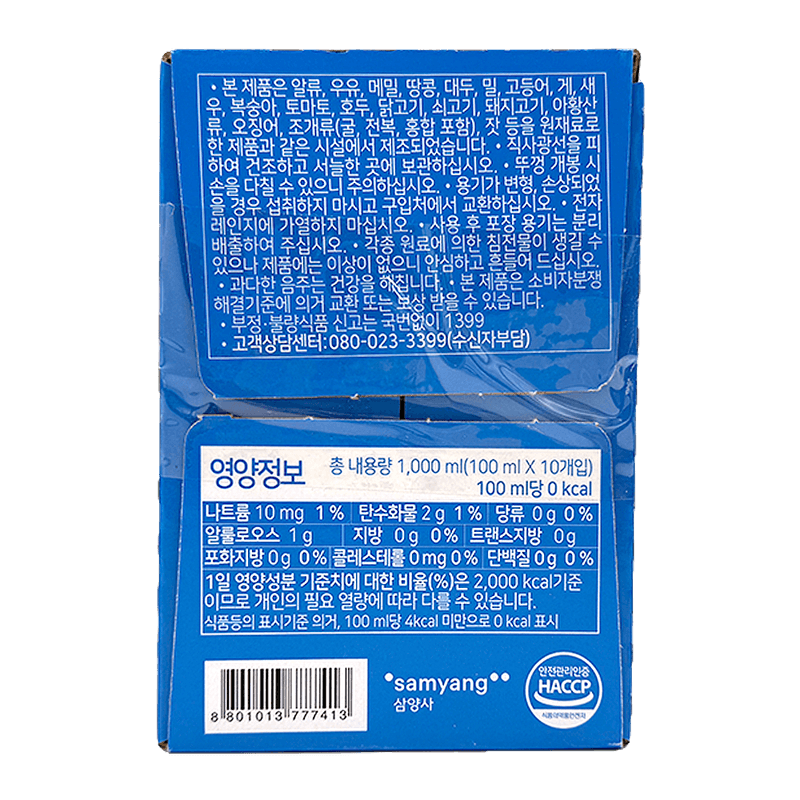 • 본 제품은 알류, 우유, 메밀, 땅콩, 대두, 밀, 고등어, 게, 새
우, 복숭아, 토마토, 호두, 닭고기, 쇠고기, 돼지고기, 아황산
류, 오징어, 조개류(굴, 전복, 홍합 포함), 잣 등을 원재료로
한 제품과 같은 시설에서 제조되었습니다. • 직사광선을 피
하여 건조하고 서늘한 곳에 보관하십시오. • 뚜껑 개봉 시
손을 다칠 수 있으니 주의하십시오. • 용기가 변형, 손상되었
을 경우 섭취하지 마시고 구입처에서 교환하십시오. • 전자
레인지에 가열하지 마십시오. • 사용 후 포장 용기는 분리
배출하여 주십시오. • 각종 원료에 의한 침전물이 생길 수
있으나 제품에는 이상이 없으니 안심하고 흔들어 드십시오.
• 과다한 음주는 건강을 해칩니다. • 본 제품은 소비자분쟁
해결기준에 의거 교환 또는 보상 받을 수 있습니다.
• 부정·불량식품 신고는 국번없이 1399
• 고객상담센터:080-023-3399(수신자부담)
영양정보 총 내용량 1,000 ml(100 ml X 10개입)
100 ml당 0 kcal
나트륨 10 mg 1% 탄수화물 2 g 1% 당류 0 g 0%
알룰로오스 1 g 지방 0 g 0% 트랜스지방 0 g
포화지방 0 g 0% 콜레스테롤 0 mg 0% 단백질 0 g 0%
1일 영양성분 기준치에 대한 비율(%)은 2,000 kcal기준
이므로 개인의 필요 열량에 따라 다를 수 있습니다.
식품등의 표시기준 의거, 100 ml당 4kcal 미만으로 0 kcal 표시
8 801013 777413
samyang
삼양사
안전관리인증
HACCP
식품의약품안전처